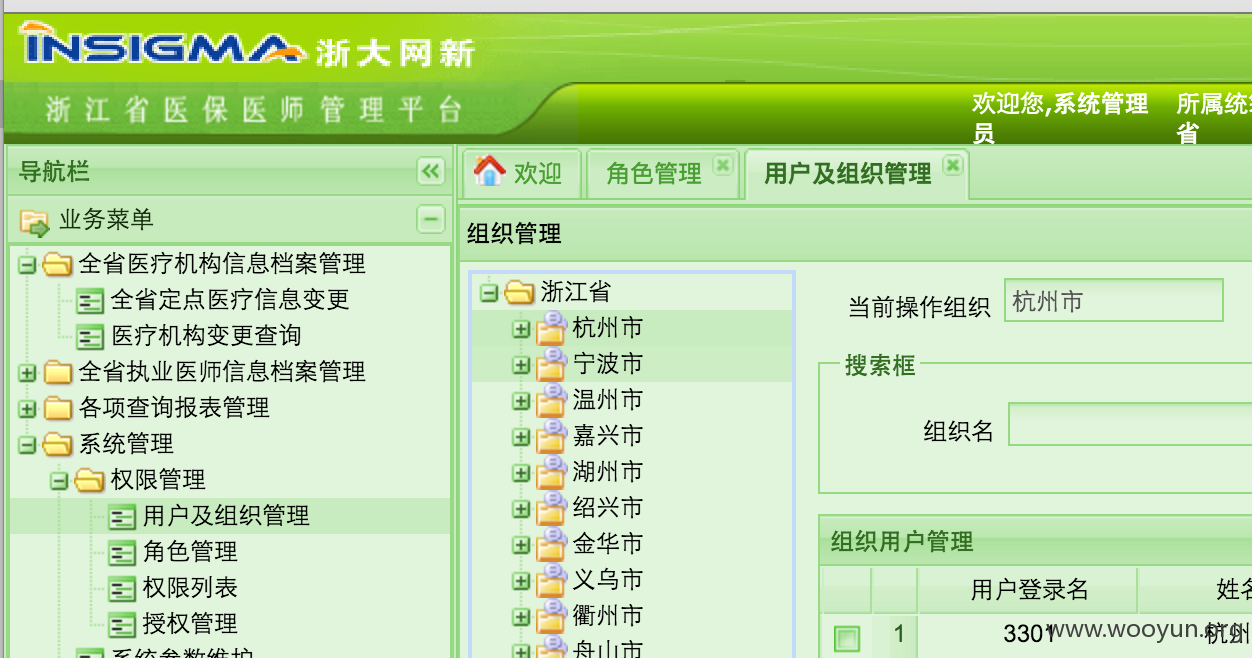 INSIGMA 浙大网新
浙江省医保医师管理平台
欢迎您,系统管理员
所属统
省
导航栏
欢迎
角色管理
用户及组织管理
业务菜单
组织管理
全省医疗机构信息档案管理
全省定点医疗信息变更
医疗机构变更查询
全省执业医师信息档案管理
各项查询报表管理
系统管理
权限管理
用户及组织管理
角色管理
权限列表
授权管理
系统参数维护
浙江省
杭州市
宁波市
温州市
嘉兴市
湖州市
绍兴市
金华市
义乌市
衢州市
舟山市
当前操作组织
杭州市
搜索框
组织名
组织用户管理
用户登录名
姓名
1
3301
杭州
www.wooyun.org